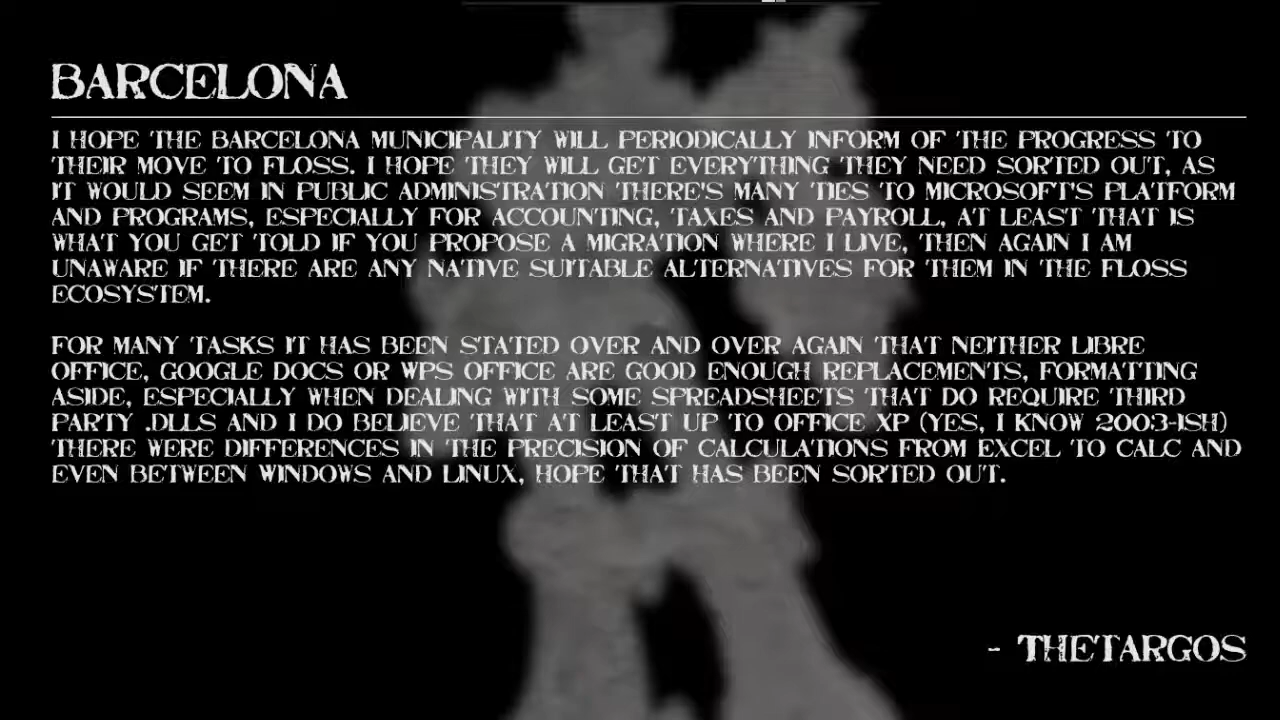 BARCELONA
I HOPE THE BARCELONA MUNICIPALITY WILL PERIODICALLY INFORM OF THE PROGRESS TO
THEIR MOVE TO FLOSS. I HOPE THEY WILL GET EVERYTHING THEY NEED SORTED OUT, AS
IT WOULD SEEM IN PUBLIC ADMINISTRATION THERE'S MANY TIES TO MICROSOFT'S PLATFORM
AND PROGRAMS, ESPECIALLY FOR ACCOUNTING, TAXES AND PAYROLL, AT LEAST THAT IS
WHAT YOU GET TOLD IF YOU PROPOSE A MIGRATION WHERE I LIVE, THEN AGAIN I AM
UNAWARE IF THERE ARE ANY NATIVE SUITABLE ALTERNATIVES FOR THEM IN THE FLOSS
ECOSYSTEM.
FOR MANY TASKS IT HAS BEEN STATED OVER AND OVER AGAIN THAT NEITHER LIBRE
OFFICE, GOOGLE DOCS OR WPS OFFICE ARE GOOD ENOUGH REPLACEMENTS, FORMATTING
ASIDE, ESPECIALLY WHEN DEALING WITH SOME SPREADSHEETS THAT DO REQUIRE THIRD
PARTY .DLLS AND I DO BELIEVE THAT AT LEAST UP TO OFFICE XP (YES, I KNOW 2003-ISH)
THERE WERE DIFFERENCES IN THE PRECISION OF CALCULATIONS FROM EXCEL TO CALC AND
EVEN BETWEEN WINDOWS AND LINUX, HOPE THAT HAS BEEN SORTED OUT.
- THETARGOS